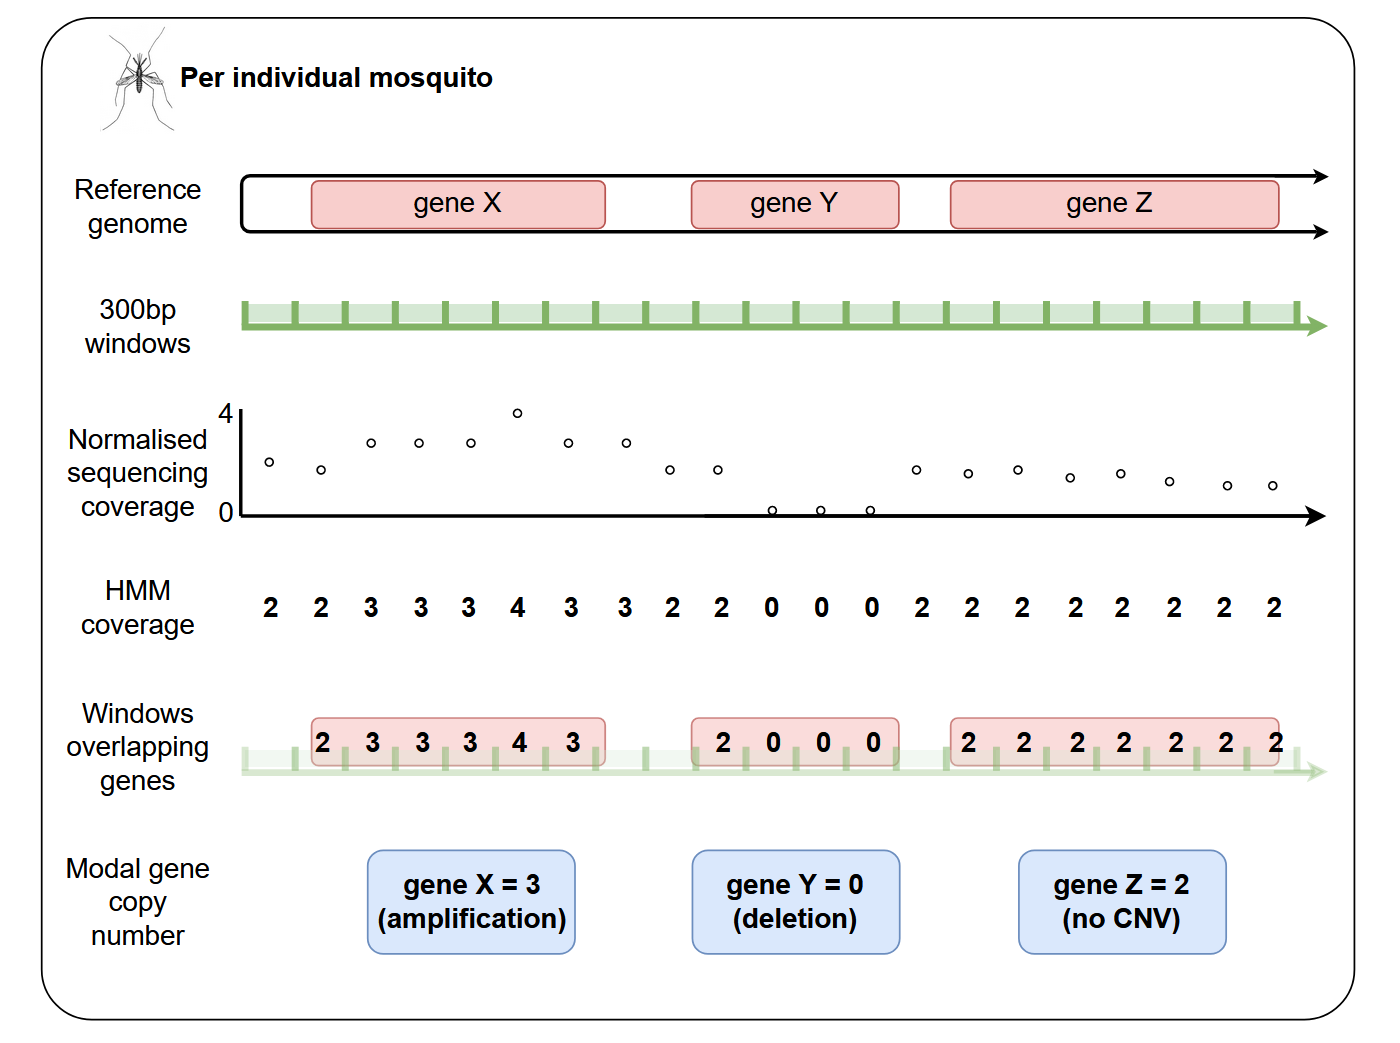 Per individual mosquito
Reference
genome
gene X
gene Y
gene Z
300bp
windows
Normalised
sequencing
coverage
4
0
HMM
coverage
2 2 3 3 3 4 3 3 2 2 0 0 0 2 2 2 2 2 2 2 2
Windows
overlapping
genes
2 3 3 3 4 3
2 0 0 0
2 2 2 2 2 2 2
Modal gene
copy
number
gene X = 3
(amplification)
gene Y = 0
(deletion)
gene Z = 2
(no CNV)